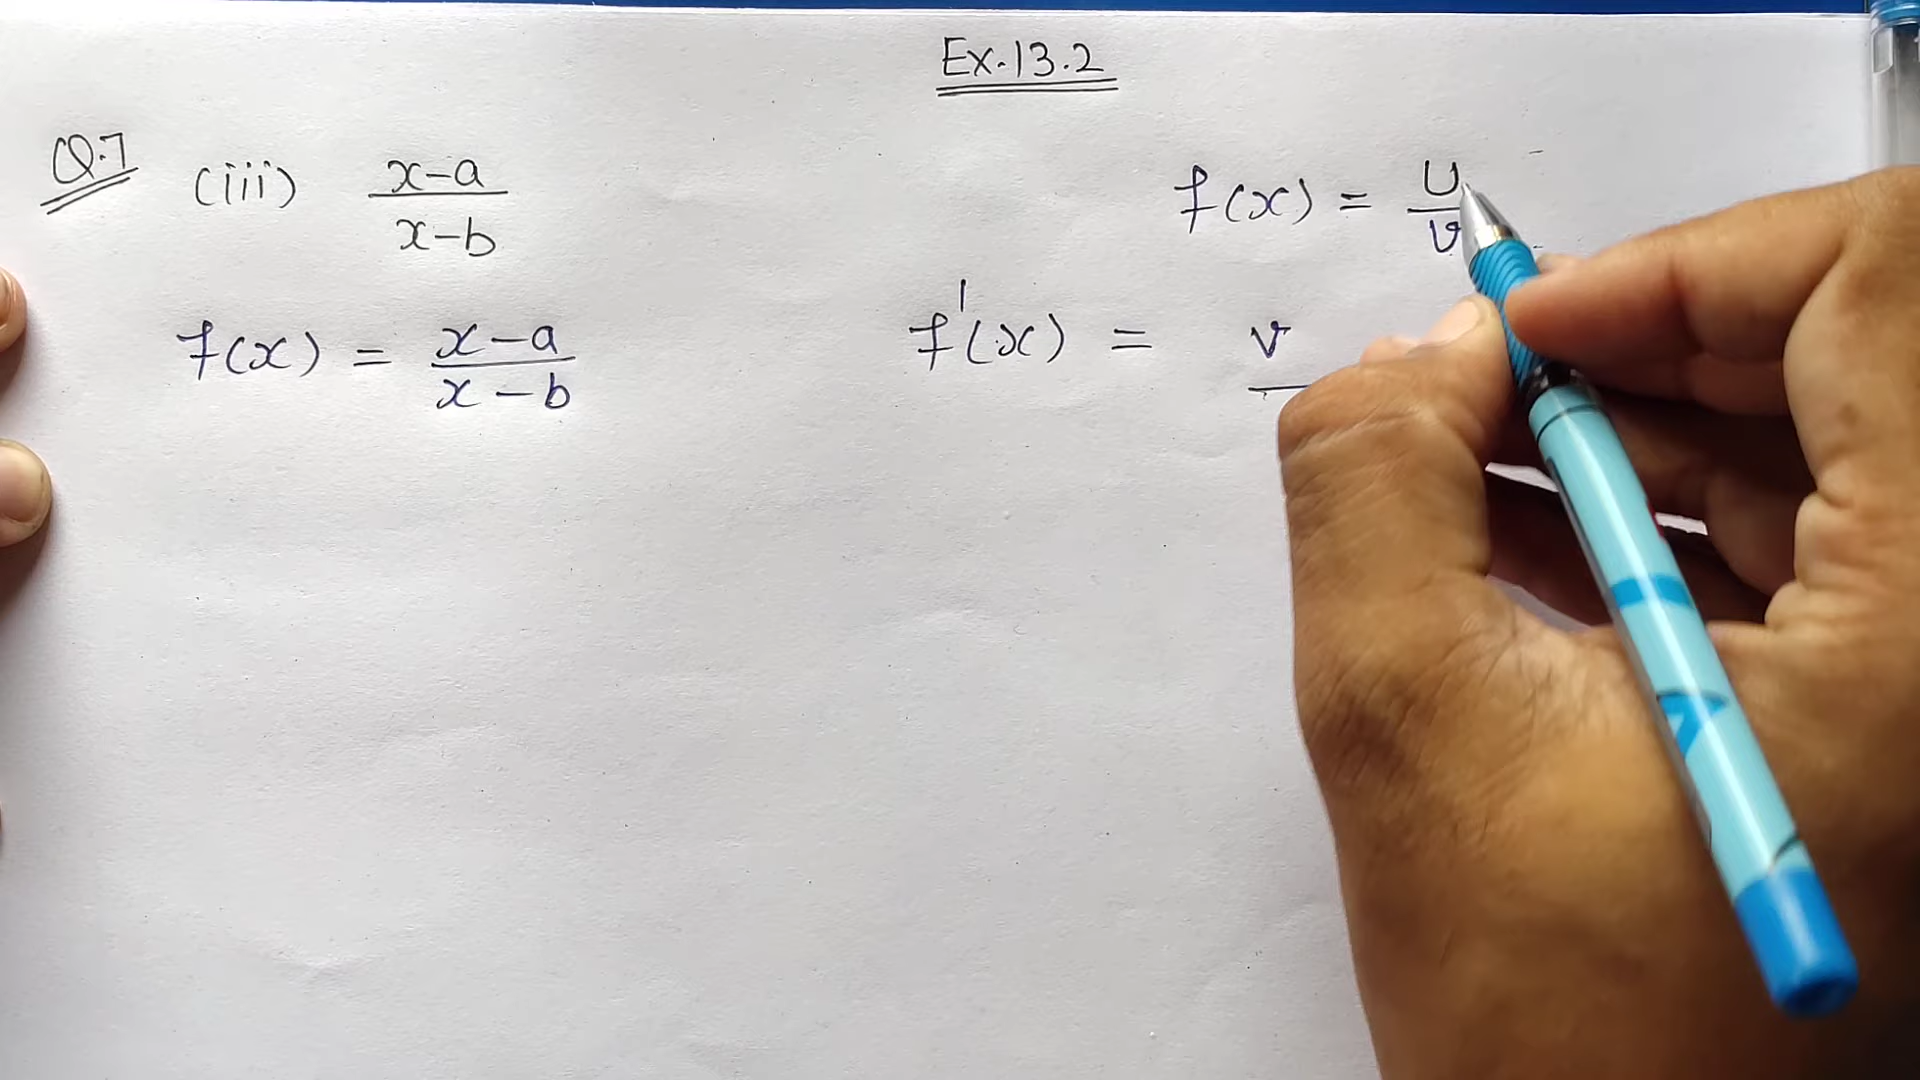 Ex.13.2
Q.7 (iii) x-a
x-b
f(x) = U
v
f(x) = x-a
x-b
f'(x) = v